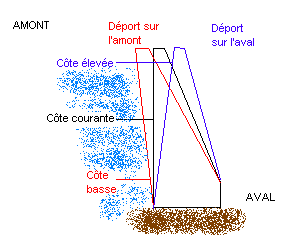 AMONT
Déport sur
l'amont
Déport
sur l'aval
Côte élevée
Côte courante
Côte
basse
AVAL